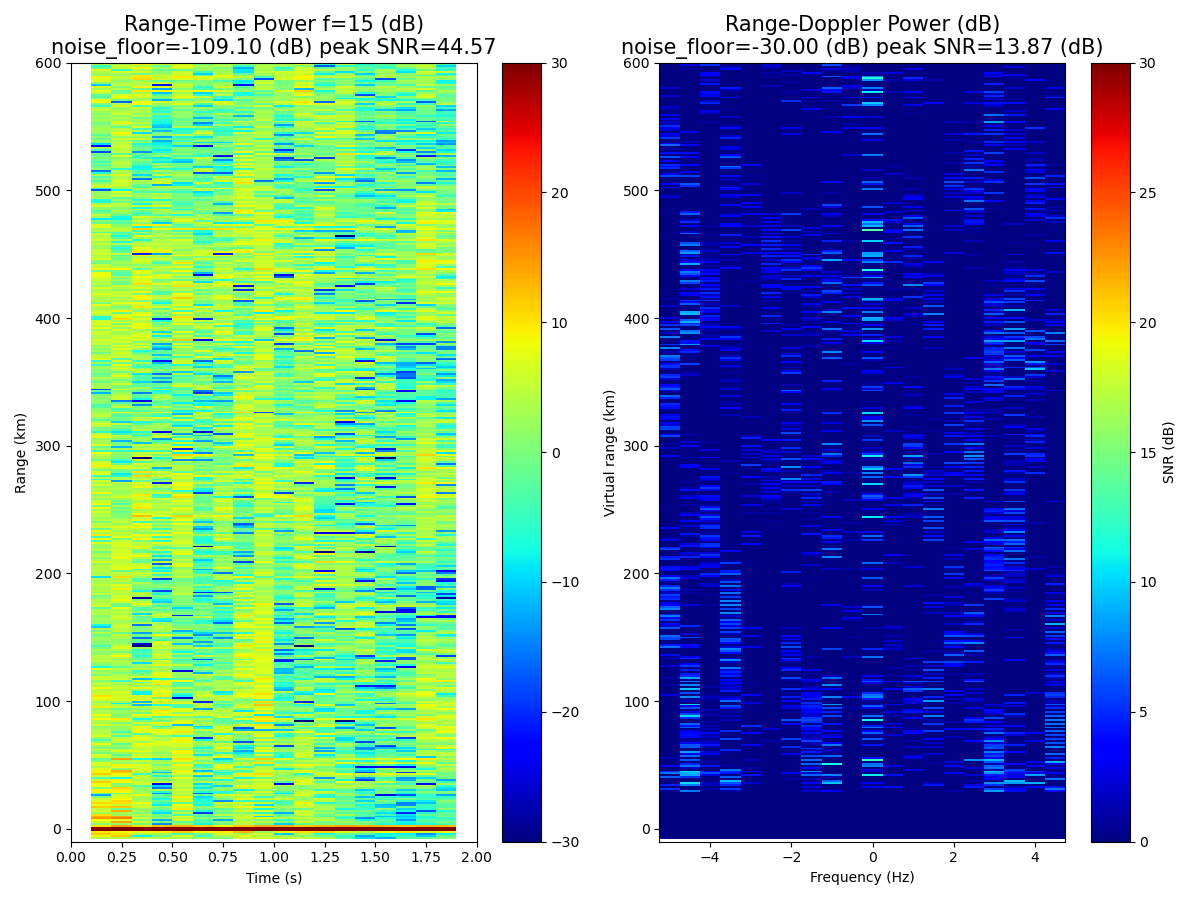 Range-Time Power f=15 (dB)
noise_floor=-109.10 (dB) peak SNR=44.57
Range-Doppler Power (dB)
noise_floor=-30.00 (dB) peak SNR=13.87 (dB)
600
500
400
300
200
100
0
Range (km)
0.00 0.25 0.50 0.75 1.00 1.25 1.50 1.75 2.00
Time (s)
30
20
10
0
−10
−20
−30
600
500
400
300
200
100
0
Virtual range (km)
−4 −2 0 2 4
Frequency (Hz)
30
25
20
15
10
5
0
SNR (dB)